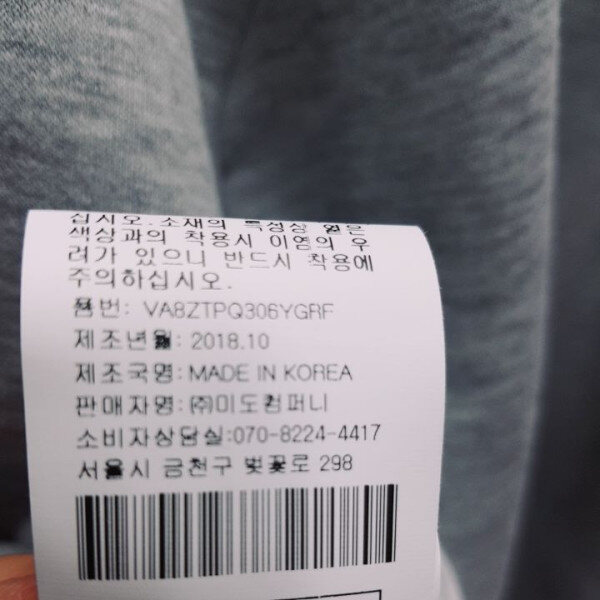 십시오.소재의 특성상 옅은
색상과의 착용시 이염의 우
려가 있으니 반드시 착용에
주의하십시오.
품번: VA8ZTPQ306YGRF
제조년월: 2018.10
제조국명:MADE IN KOREA
판매자명:㈜미도컴퍼니
소비자상담실:070-8224-4417
서울시 금천구 벚꽃로 298